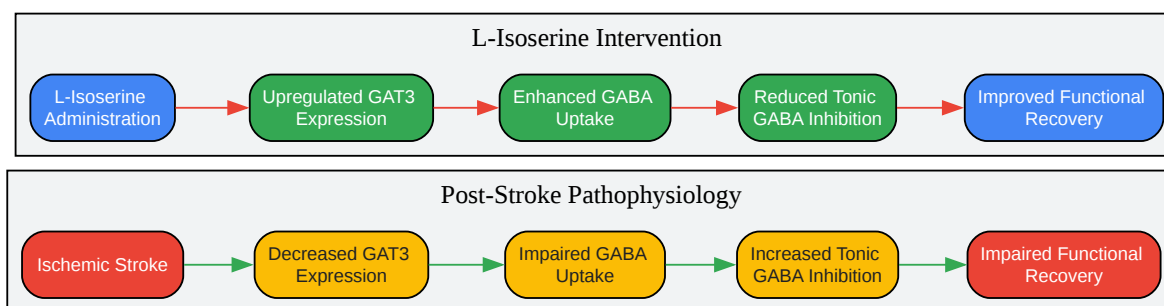 L-Isoserine Intervention
L-Isoserine
Administration
Upregulated GAT3
Expression
Enhanced GABA
Uptake
Reduced Tonic
GABA Inhibition
Improved Functional
Recovery
Post-Stroke Pathophysiology
Ischemic Stroke
Decreased GAT3
Expression
Impaired GABA
Uptake
Increased Tonic
GABA Inhibition
Impaired Functional
Recovery